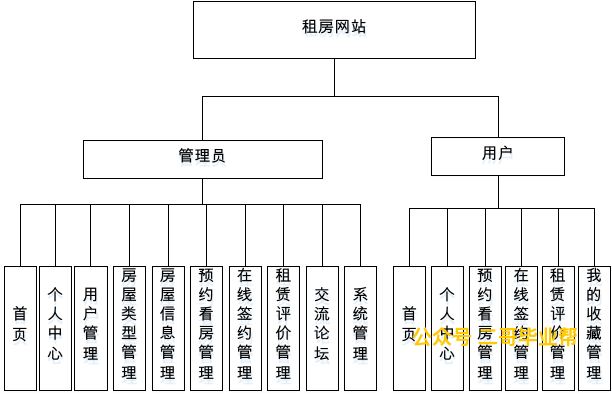 租房网站
管理员
用户
首页
个人中心
用户管理
房屋类型管理
房屋信息管理
预约看房管理
在线签约管理
租赁评价管理
交流论坛
系统管理
首页
个人中心
预约看房管理
在线签约管理
租赁评价管理
我的收藏管理
公众号 二哥毕业帮